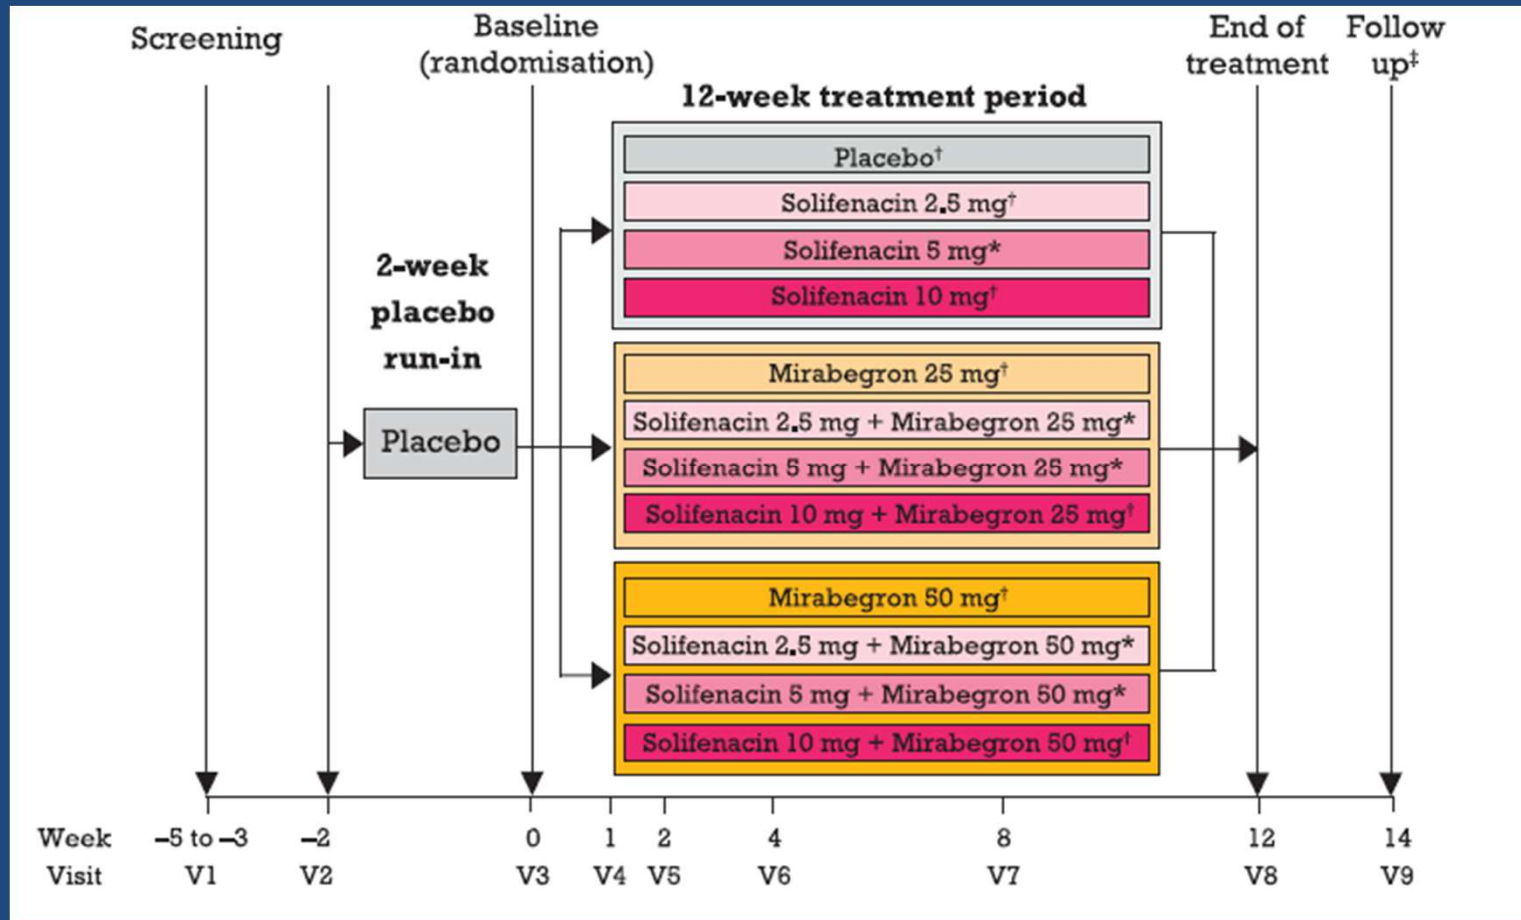 Screening
Baseline
(randomisation)
End of
treatment
Follow
up‡
12-week treatment period
Placebo†
Solifenacin 2.5 mg†
Solifenacin 5 mg*
Solifenacin 10 mg†
2-week
placebo
run-in
Placebo
Mirabegron 25 mg†
Solifenacin 2.5 mg + Mirabegron 25 mg*
Solifenacin 5 mg + Mirabegron 25 mg*
Solifenacin 10 mg + Mirabegron 25 mg†
Mirabegron 50 mg†
Solifenacin 2.5 mg + Mirabegron 50 mg*
Solifenacin 5 mg + Mirabegron 50 mg*
Solifenacin 10 mg + Mirabegron 50 mg†
Week –5 to –3 –2 0 1 2 4 8 12 14
Visit V1 V2 V3 V4 V5 V6 V7 V8 V9